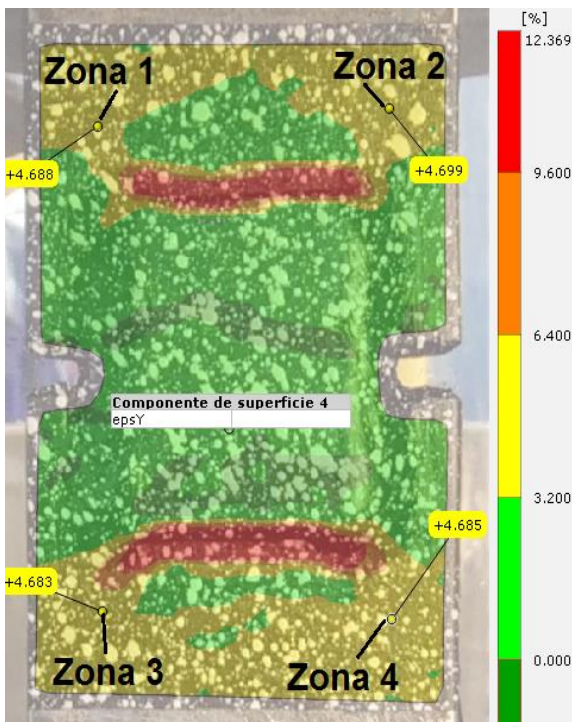 [%]
12.369
Zona 1
Zona 2
+4.688
+4.699
9.600
6.400
Componente de superficie 4
epsY
3.200
+4.685
+4.683
Zona 3
Zona 4
0.000